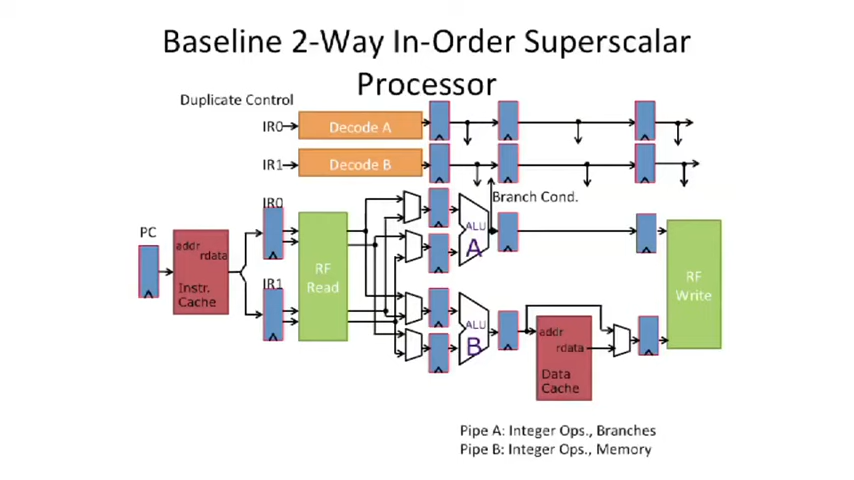 Baseline 2-Way In-Order Superscalar
Processor
Duplicate Control
IR0
Decode A
IR1
Decode B
IR0
Branch Cond.
PC
addr
rdata
Instr.
Cache
IR1
RF
Read
ALU
A
ALU
B
RF
Write
addr
rdata
Data
Cache
Pipe A: Integer Ops., Branches
Pipe B: Integer Ops., Memory